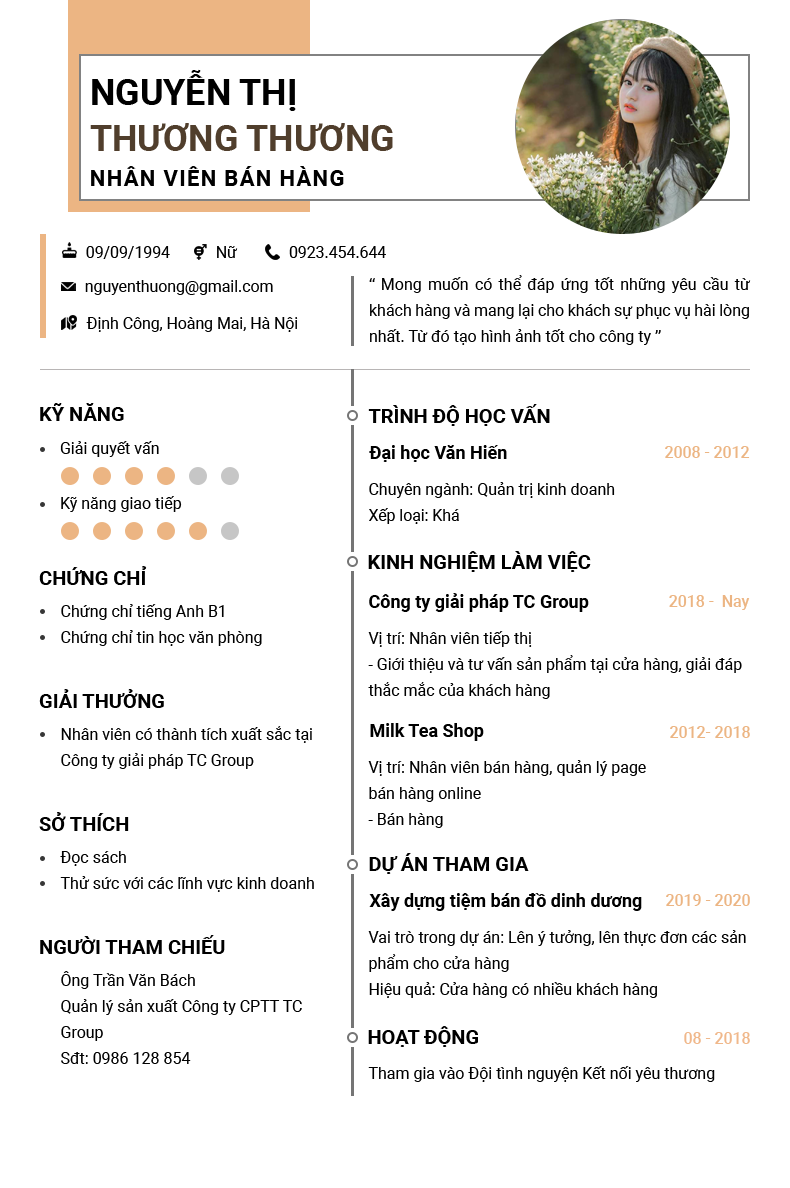 NGUYỄN THỊ
THƯƠNG THƯƠNG
NHÂN VIÊN BÁN HÀNG
09/09/1994 Nữ 0923.454.644
nguyenthuong@gmail.com
Định Công, Hoàng Mai, Hà Nội
“ Mong muốn có thể đáp ứng tốt những yêu cầu từ
khách hàng và mang lại cho khách sự phục vụ hài lòng
nhất. Từ đó tạo hình ảnh tốt cho công ty ”
KỸ NĂNG
• Giải quyết vấn
• Kỹ năng giao tiếp
CHỨNG CHỈ
• Chứng chỉ tiếng Anh B1
• Chứng chỉ tin học văn phòng
GIẢI THƯỞNG
• Nhân viên có thành tích xuất sắc tại
Công ty giải pháp TC Group
SỞ THÍCH
• Đọc sách
• Thử sức với các lĩnh vực kinh doanh
NGƯỜI THAM CHIẾU
Ông Trần Văn Bách
Quản lý sản xuất Công ty CPTT TC
Group
Sđt: 0986 128 854
TRÌNH ĐỘ HỌC VẤN
Đại học Văn Hiến 2008 - 2012
Chuyên ngành: Quản trị kinh doanh
Xếp loại: Khá
KINH NGHIỆM LÀM VIỆC
Công ty giải pháp TC Group 2018 - Nay
Vị trí: Nhân viên tiếp thị
- Giới thiệu và tư vấn sản phẩm tại cửa hàng, giải đáp
thắc mắc của khách hàng
Milk Tea Shop 2012- 2018
Vị trí: Nhân viên bán hàng, quản lý page
bán hàng online
- Bán hàng
DỰ ÁN THAM GIA
Xây dựng tiệm bán đồ dinh dương 2019 - 2020
Vai trò trong dự án: Lên ý tưởng, lên thực đơn các sản
phẩm cho cửa hàng
Hiệu quả: Cửa hàng có nhiều khách hàng
HOẠT ĐỘNG 08 - 2018
Tham gia vào Đội tình nguyện Kết nối yêu thương